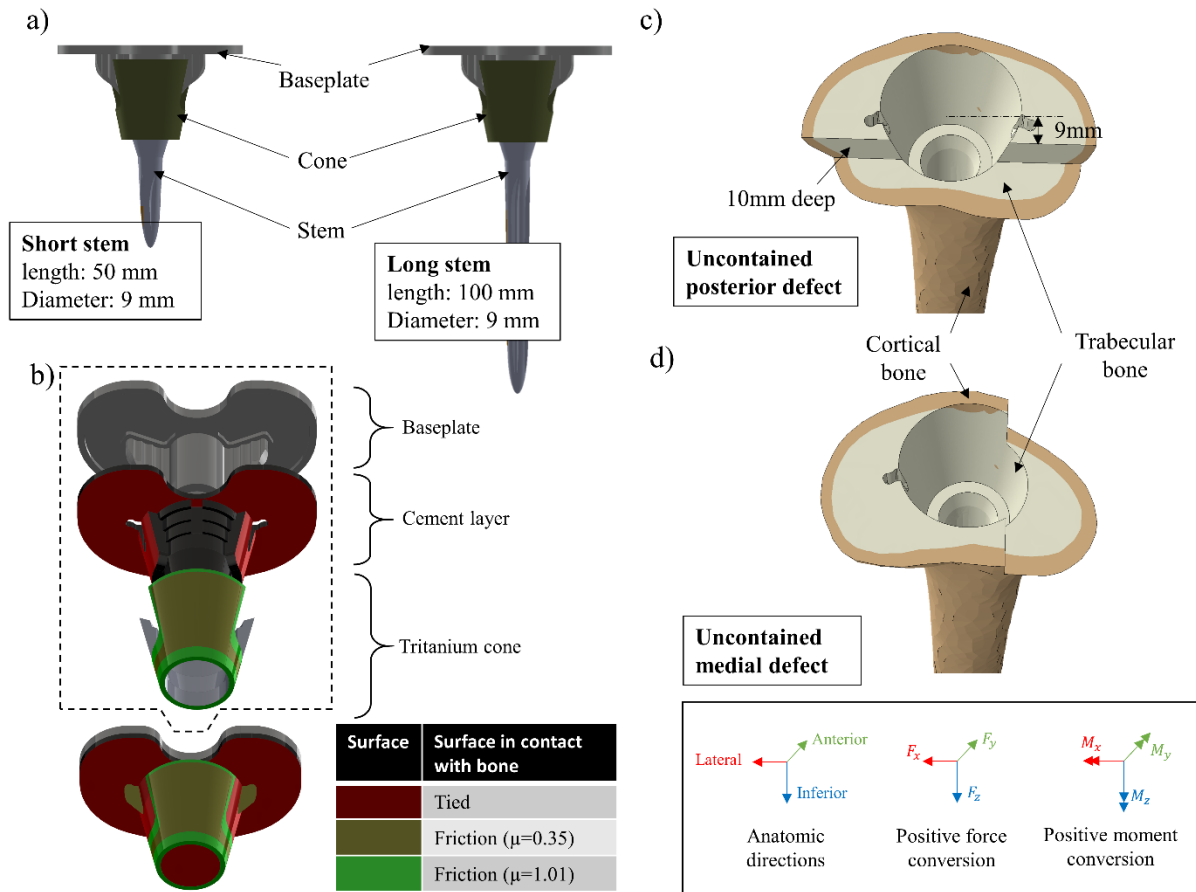 a)
Baseplate
Cone
Stem
Short stem
length: 50 mm
Diameter: 9 mm
Long stem
length: 100 mm
Diameter: 9 mm
b)
Baseplate
Cement layer
Tritanium cone
Surface
Surface in contact
with bone
Tied
Friction (μ=0.35)
Friction (μ=1.01)
c)
9mm
10mm deep
Uncontained
posterior defect
Cortical
bone
Trabecular
bone
d)
Uncontained
medial defect
Anterior
Lateral
Inferior
Anatomic
directions
F_y
F_x
F_z
Positive force
conversion
M_x
M_y
M_z
Positive moment
conversion